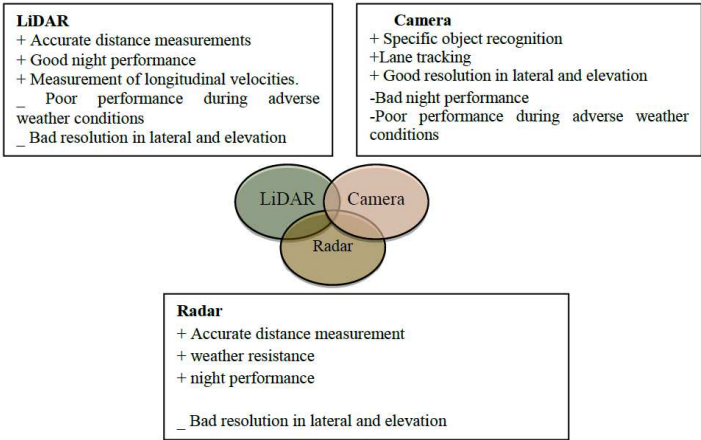 LiDAR
+ Accurate distance measurements
+ Good night performance
+ Measurement of longitudinal velocities.
_ Poor performance during adverse
weather conditions
_ Bad resolution in lateral and elevation
Camera
+ Specific object recognition
+Lane tracking
+ Good resolution in lateral and elevation
-Bad night performance
-Poor performance during adverse weather
conditions
LiDAR
Camera
Radar
Radar
+ Accurate distance measurement
+ weather resistance
+ night performance
_ Bad resolution in lateral and elevation